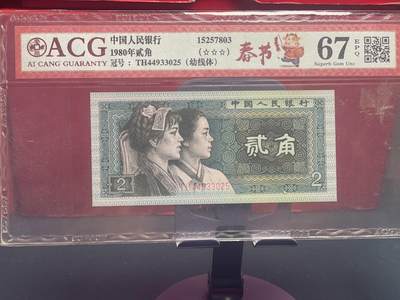 ACG
AI CANG GUARANTY
中国人民银行
1980年贰角
冠号：TH44933025（幼线体）
15257803
(☆☆☆)
春节
67 EPQ
Superb Gem Unc
中国人民银行
贰角
44933025
2
2